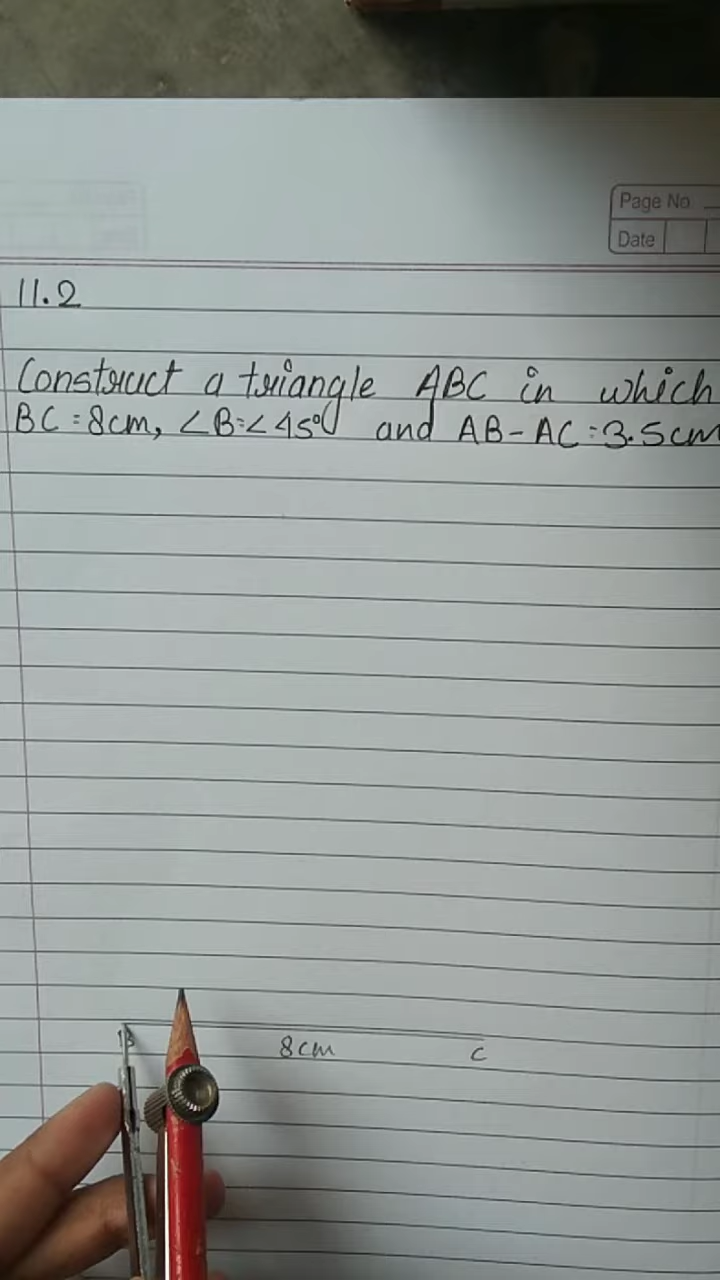 Page No
Date
11.2
Construct a triangle ABC in which
BC = 8cm, ∠B=∠45° and AB-AC=3.5cm
B 8cm C